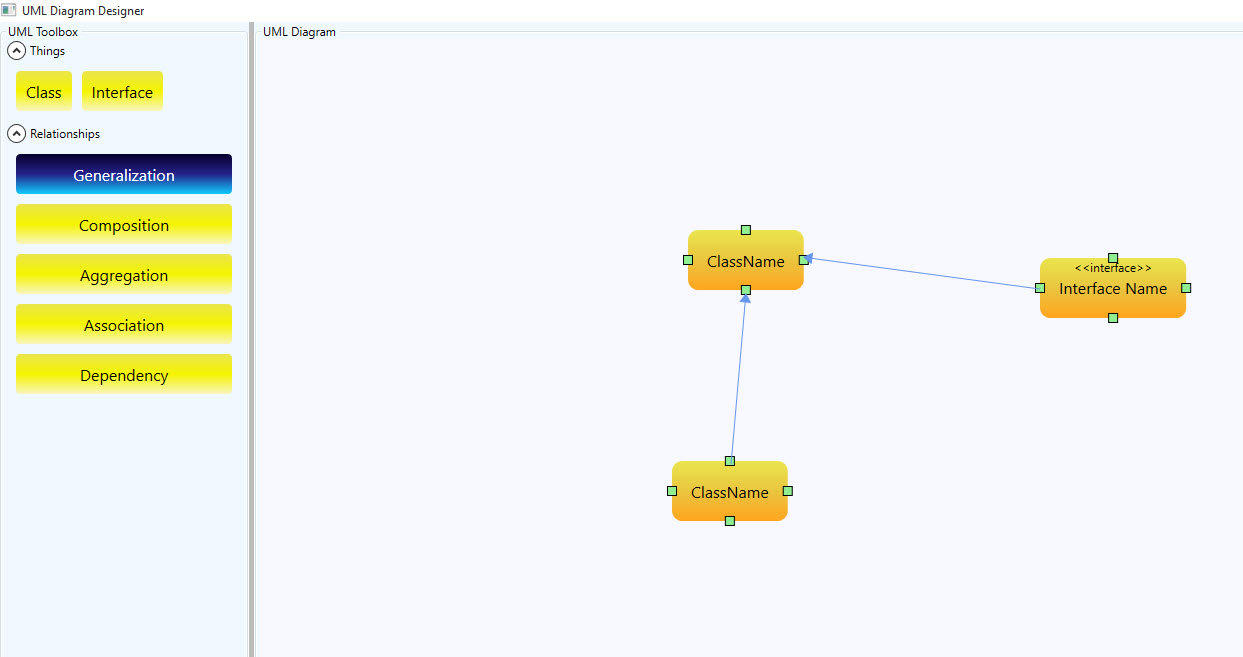 UML Diagram Designer
UML Toolbox
Things
Class
Interface
Relationships
Generalization
Composition
Aggregation
Association
Dependency
UML Diagram
ClassName
<<interface>>
Interface Name
ClassName